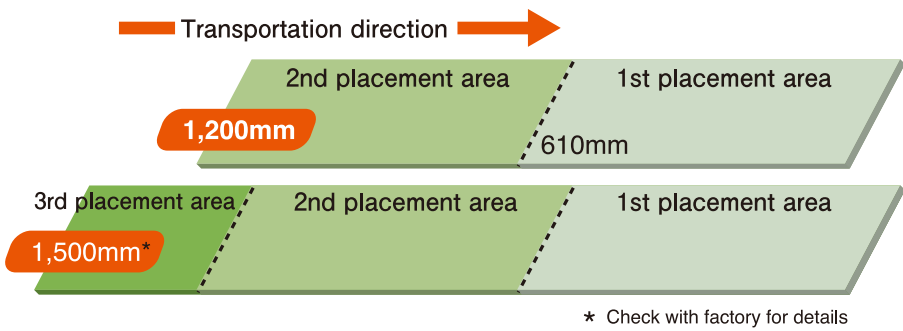 Transportation direction
2nd placement area
1st placement area
1,200mm
610mm
3rd placement area
2nd placement area
1st placement area
1,500mm*
* Check with factory for details